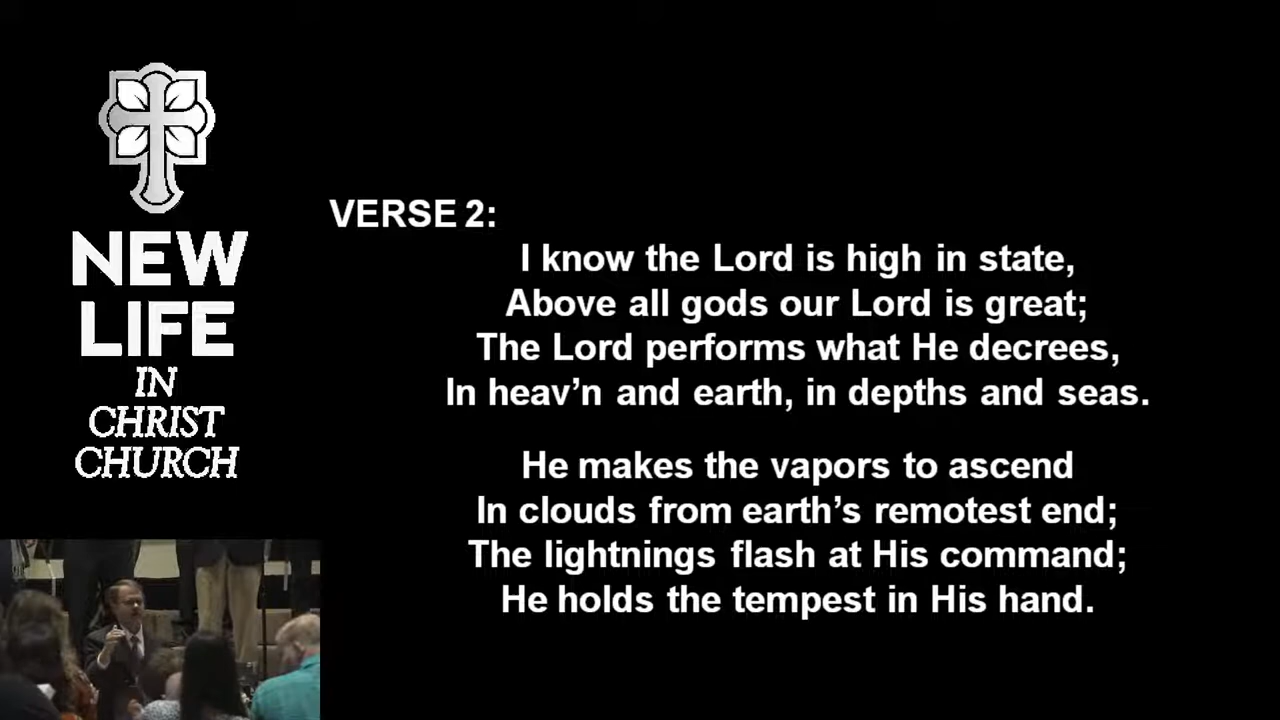 NEW
LIFE
IN
CHRIST
CHURCH
VERSE 2:
I know the Lord is high in state,
Above all gods our Lord is great;
The Lord performs what He decrees,
In heav’n and earth, in depths and seas.
He makes the vapors to ascend
In clouds from earth’s remotest end;
The lightnings flash at His command;
He holds the tempest in His hand.